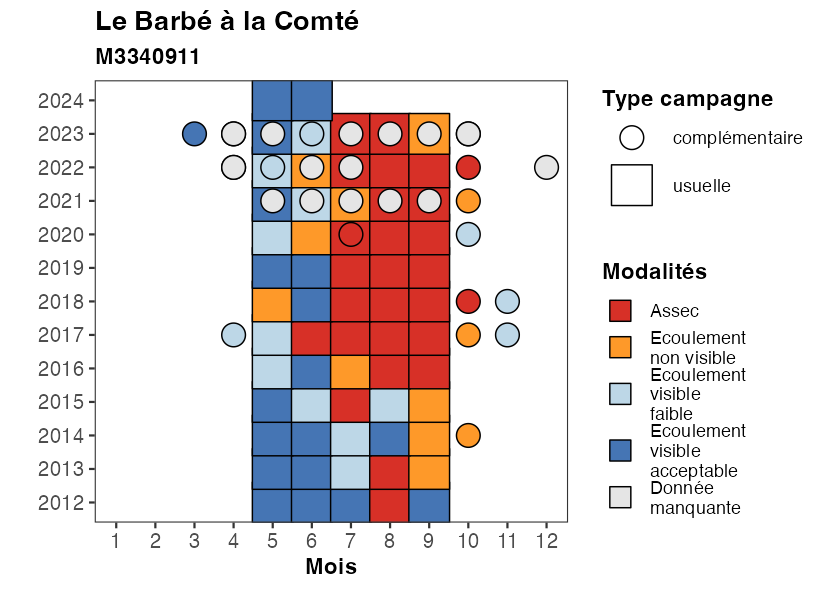 Le Barbé à la Comté
M3340911
2024
2023
2022
2021
2020
2019
2018
2017
2016
2015
2014
2013
2012
1 2 3 4 5 6 7 8 9 10 11 12
Mois
Type campagne
complémentaire
usuelle
Modalités
Assec
Ecoulement
non visible
Ecoulement
visible
faible
Ecoulement
visible
acceptable
Donnée
manquante